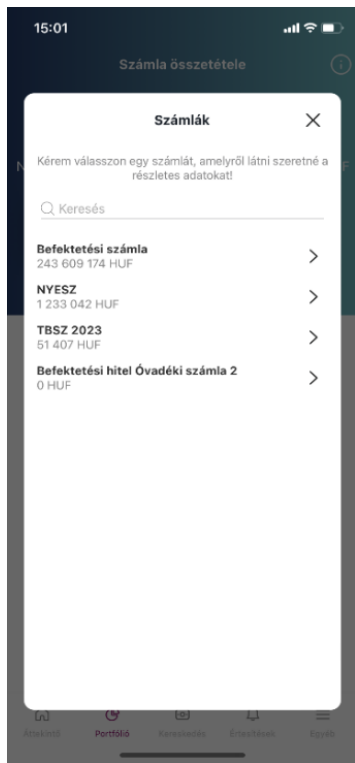 15:01
Számla összetétele
Számlák
Kérem válasszon egy számlát, amelyről látni szeretné a
részletes adatokat!
Keresés
Befektetési számla
243 609 174 HUF
NYESZ
1 233 042 HUF
TBSZ 2023
51 407 HUF
Befektetési hitel Óvadéki számla 2
0 HUF
Áttekintő Portfólió Kereskedés Értesítések Egyéb